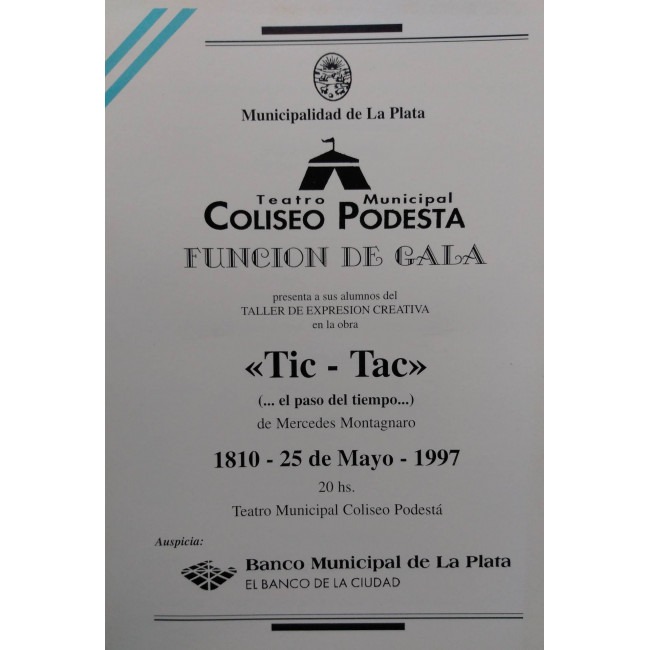 Municipalidad de La Plata
Teatro Municipal
COLISEO PODESTA
FUNCION DE GALA
presenta a sus alumnos del
TALLER DE EXPRESION CREATIVA
en la obra
«Tic - Tac»
(... el paso del tiempo...)
de Mercedes Montagnaro
1810 - 25 de Mayo - 1997
20 hs.
Teatro Municipal Coliseo Podestá
Auspicia:
Banco Municipal de La Plata
EL BANCO DE LA CIUDAD